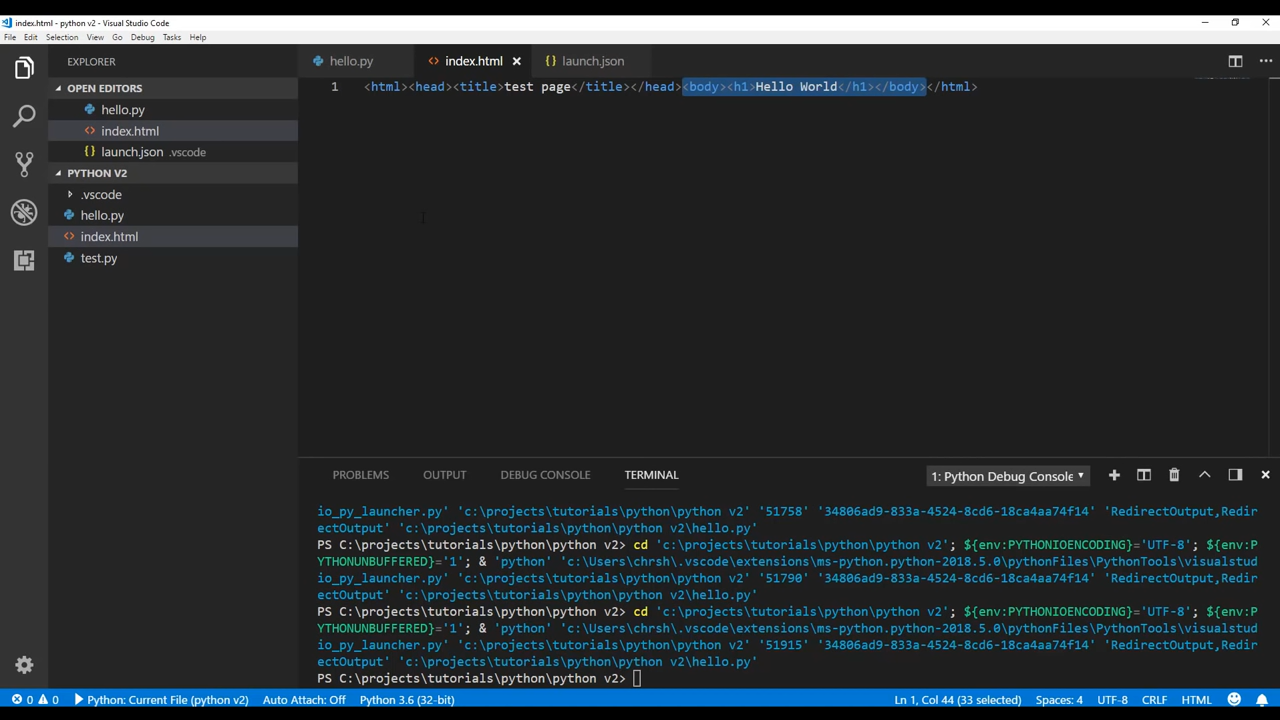 index.html - python v2 - Visual Studio Code
File Edit Selection View Go Debug Tasks Help
EXPLORER
OPEN EDITORS
hello.py
index.html
launch.json .vscode
PYTHON V2
.vscode
hello.py
index.html
test.py
hello.py index.html launch.json
1 <html><head><title>test page</title></head><body><h1>Hello World</h1></body></html>
PROBLEMS OUTPUT DEBUG CONSOLE TERMINAL 1: Python Debug Console
io_py_launcher.py' 'c:\projects\tutorials\python\python v2' '51758' '34806ad9-833a-4524-8cd6-18ca4aa74f14' 'RedirectOutput,Redir
ectOutput' 'c:\projects\tutorials\python\python v2\hello.py'
PS C:\projects\tutorials\python\python v2> cd 'c:\projects\tutorials\python\python v2'; ${env:PYTHONIOENCODING}='UTF-8'; ${env:P
YTHONUNBUFFERED}='1'; & 'python' 'c:\Users\chrsh\.vscode\extensions\ms-python.python-2018.5.0\pythonFiles\PythonTools\visualstud
io_py_launcher.py' 'c:\projects\tutorials\python\python v2' '51790' '34806ad9-833a-4524-8cd6-18ca4aa74f14' 'RedirectOutput,Redir
ectOutput' 'c:\projects\tutorials\python\python v2\hello.py'
PS C:\projects\tutorials\python\python v2> cd 'c:\projects\tutorials\python\python v2'; ${env:PYTHONIOENCODING}='UTF-8'; ${env:P
YTHONUNBUFFERED}='1'; & 'python' 'c:\Users\chrsh\.vscode\extensions\ms-python.python-2018.5.0\pythonFiles\PythonTools\visualstud
io_py_launcher.py' 'c:\projects\tutorials\python\python v2' '51915' '34806ad9-833a-4524-8cd6-18ca4aa74f14' 'RedirectOutput,Redir
ectOutput' 'c:\projects\tutorials\python\python v2\hello.py'
PS C:\projects\tutorials\python\python v2>
0 0 Python: Current File (python v2) Auto Attach: Off Python 3.6 (32-bit) Ln 1, Col 44 (33 selected) Spaces: 4 UTF-8 CRLF HTML